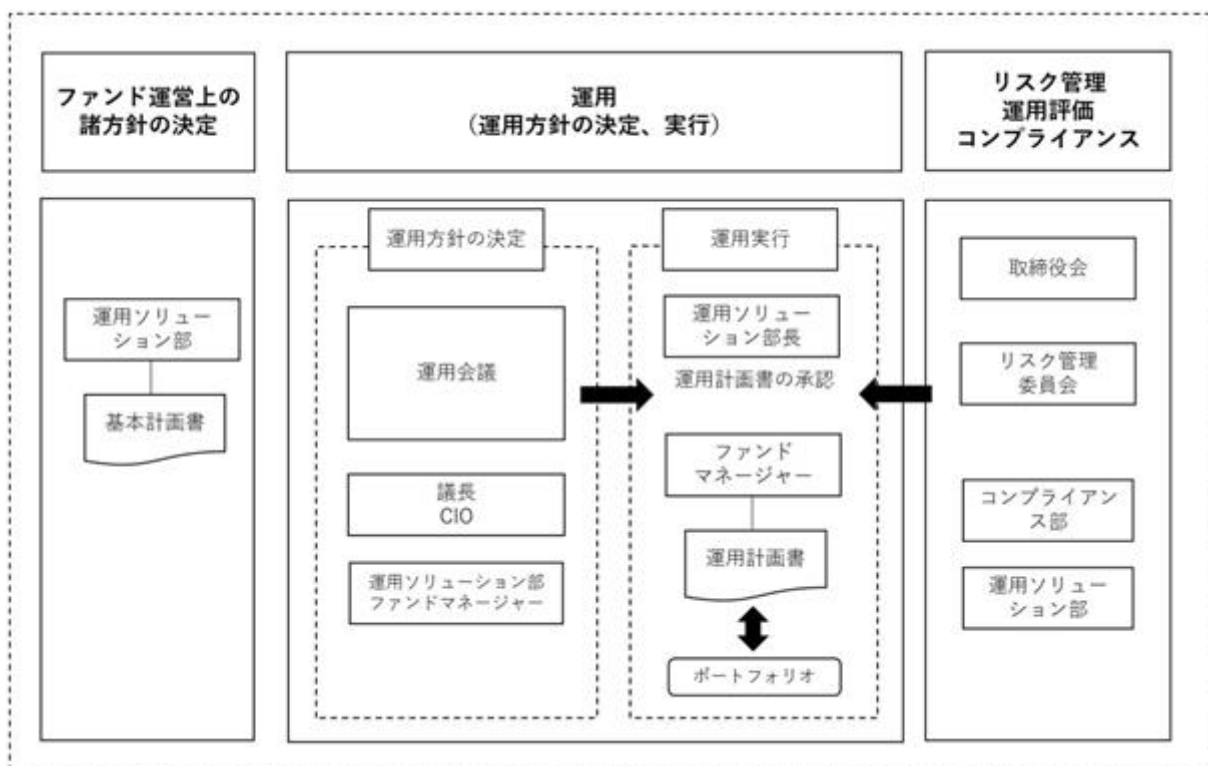 ファンド運営上の
諸方針の決定
運用
（運用方針の決定、実行）
リスク管理
運用評価
コンプライアンス
運用ソリュー
ション部
基本計画書
運用方針の決定
運用会議
議長
CIO
運用ソリューション部
ファンドマネージャー
運用実行
運用ソリュー
ション部長
運用計画書の承認
ファンド
マネージャー
運用計画書
ポートフォリオ
取締役会
リスク管理
委員会
コンプライアン
ス部
運用ソリュー
ション部